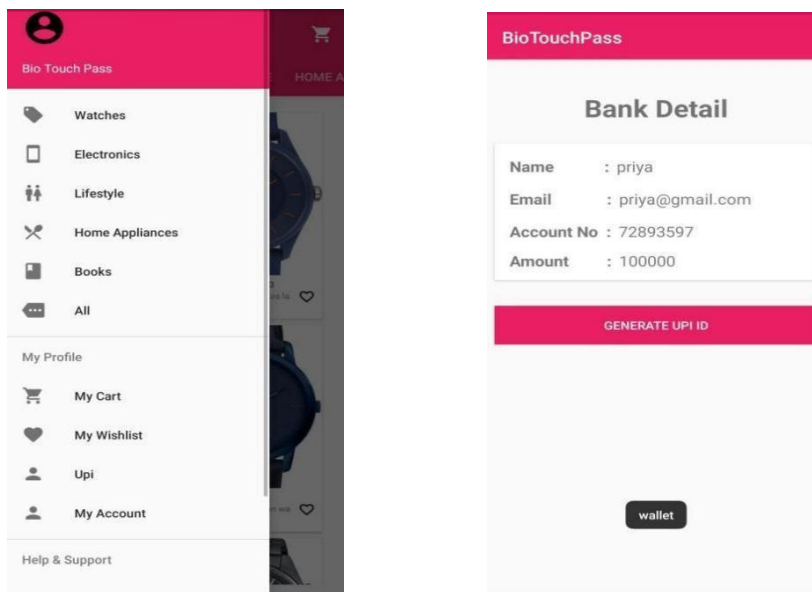 Bio Touch Pass
HOME A
Watches
Electronics
Lifestyle
Home Appliances
Books
All
My Profile
My Cart
My Wishlist
Upi
My Account
Help & Support
BioTouchPass
Bank Detail
Name : priya
Email : priya@gmail.com
Account No : 72893597
Amount : 100000
GENERATE UPI ID
wallet